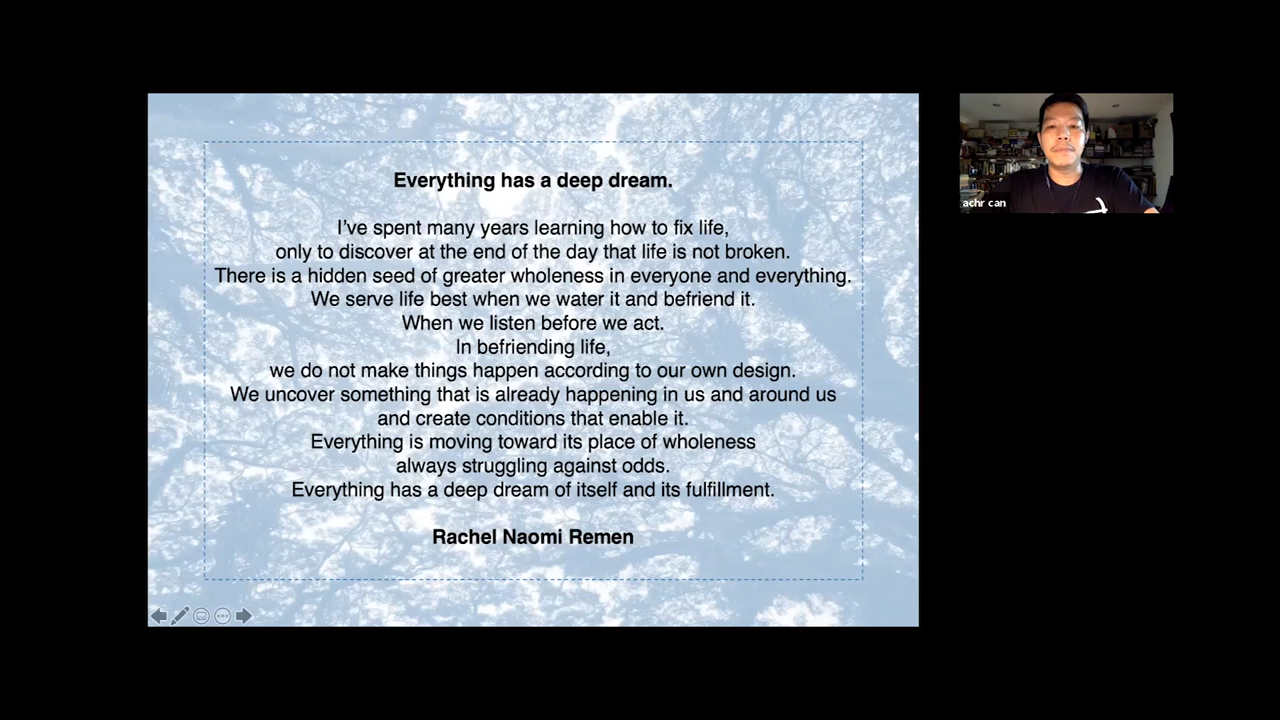 Everything has a deep dream.
I've spent many years learning how to fix life,
only to discover at the end of the day that life is not broken.
There is a hidden seed of greater wholeness in everyone and everything.
We serve life best when we water it and befriend it.
When we listen before we act.
In befriending life,
we do not make things happen according to our own design.
We uncover something that is already happening in us and around us
and create conditions that enable it.
Everything is moving toward its place of wholeness
always struggling against odds.
Everything has a deep dream of itself and its fulfillment.
Rachel Naomi Remen
achr can